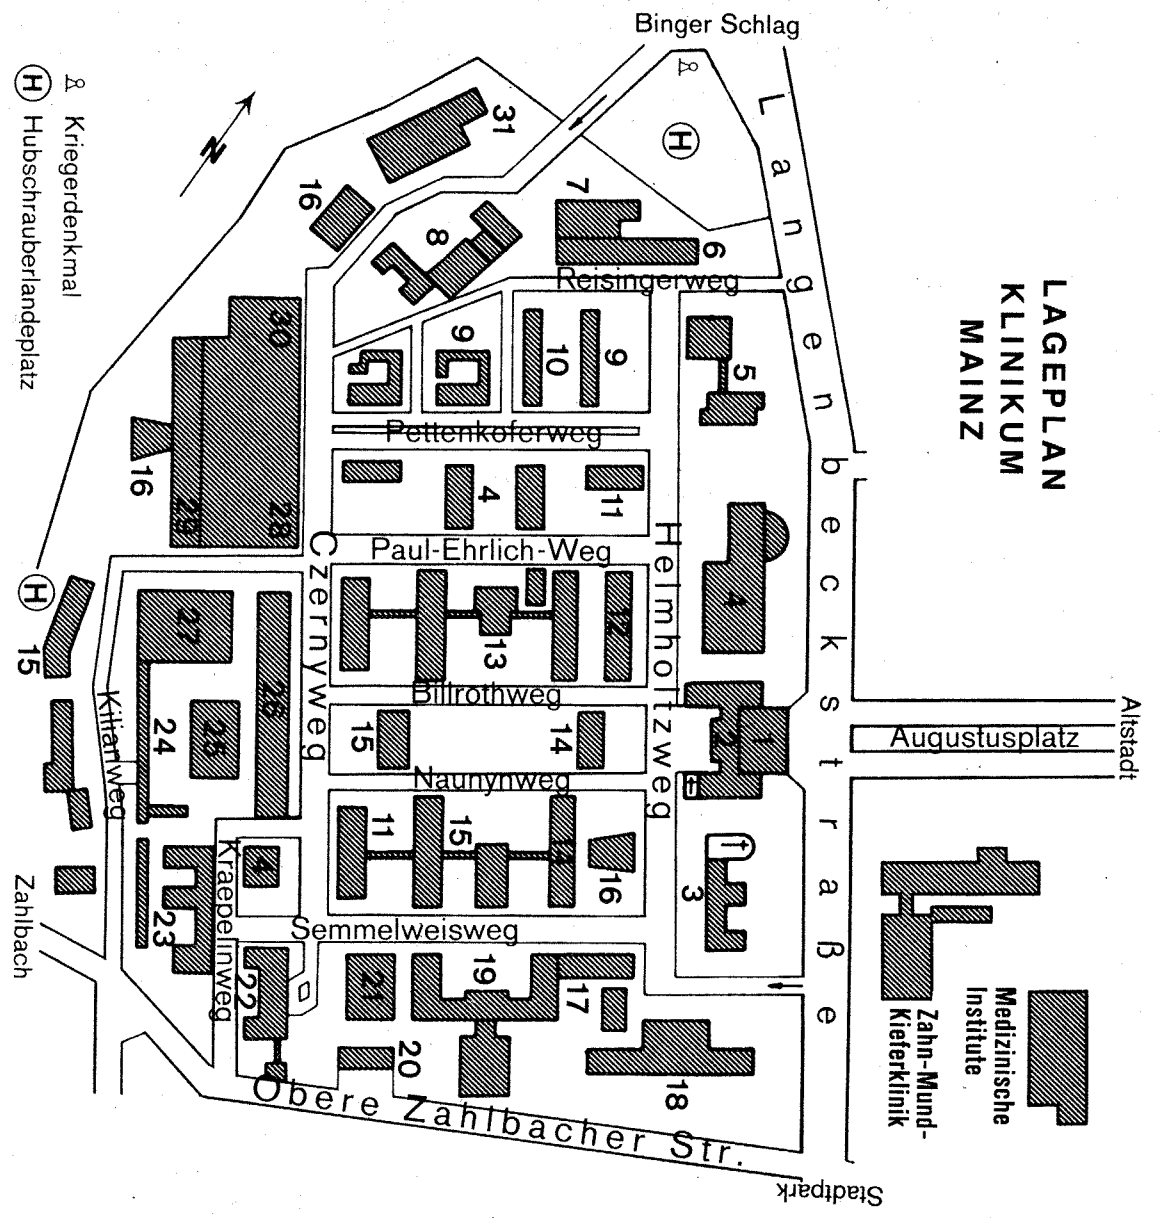 LAGEPLAN
KLINIKUM
MAINZ
Binger Schlag
Langenbeckstraße
Kriegerdenkmal
H Hubschrauberlandeplatz
N
H
31
16
7
8
6
Reisingerweg
30
9
10
9
5
Pettenkoferweg
16
29
28
4
11
Czernyweg
Paul-Ehrlich-Weg
Helmholtzweg
4
H
15
27
26
13
12
Billrothweg
Kilianweg
24
25
15
14
2
1
Augustusplatz
Altstadt
Stadt
Naunynweg
11
15
14
16
3
Kraepelinweg
4
23
Zahlbach
Semmelweisweg
22
21
19
17
20
18
Obere Zahlbacher Str.
Stadtpark
Medizinische
Institute
Zahn-Mund-
Kieferklinik